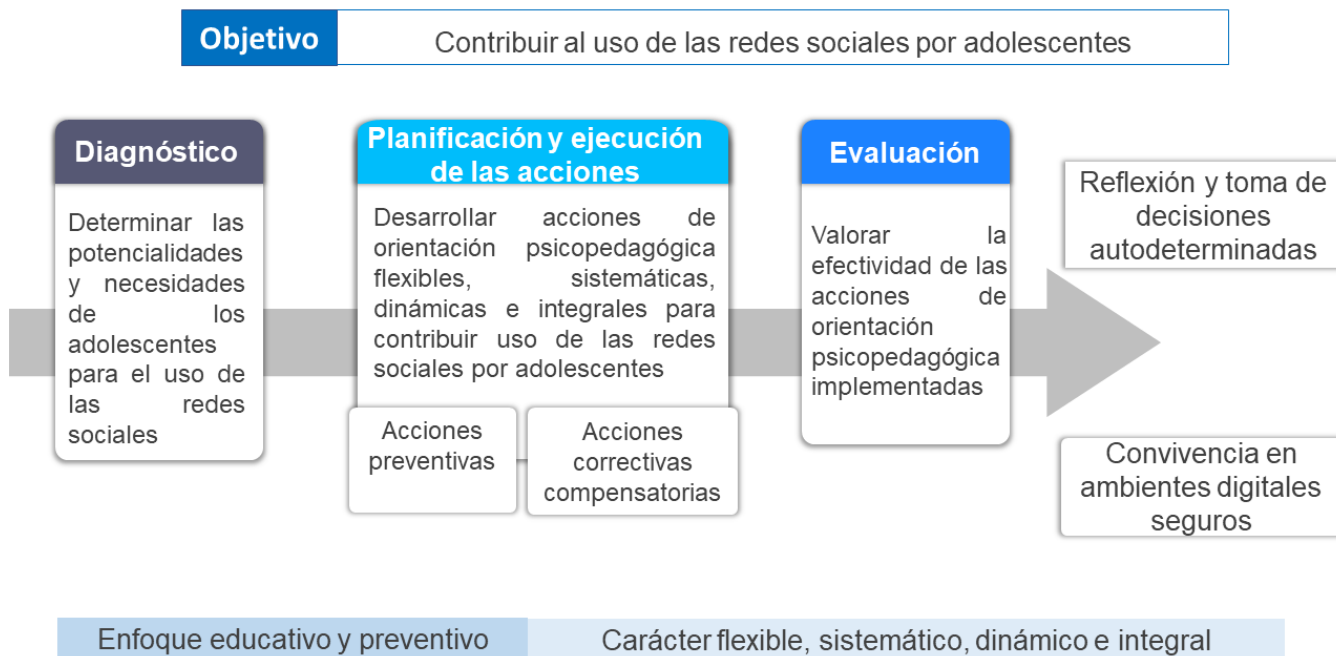 Objetivo
Contribuir al uso de las redes sociales por adolescentes
Diagnóstico
Determinar las
potencialidades
y necesidades
de los
adolescentes
para el uso de
las redes
sociales
Planificación y ejecución
de las acciones
Desarrollar acciones de
orientación psicopedagógica
flexibles, sistemáticas,
dinámicas e integrales para
contribuir uso de las redes
sociales por adolescentes
Acciones
preventivas
Acciones
correctivas
compensatorias
Evaluación
Valorar la
efectividad de las
acciones de
orientación
psicopedagógica
implementadas
Reflexión y toma de
decisiones
autodeterminadas
Convivencia en
ambientes digitales
seguros
Enfoque educativo y preventivo
Carácter flexible, sistemático, dinámico e integral